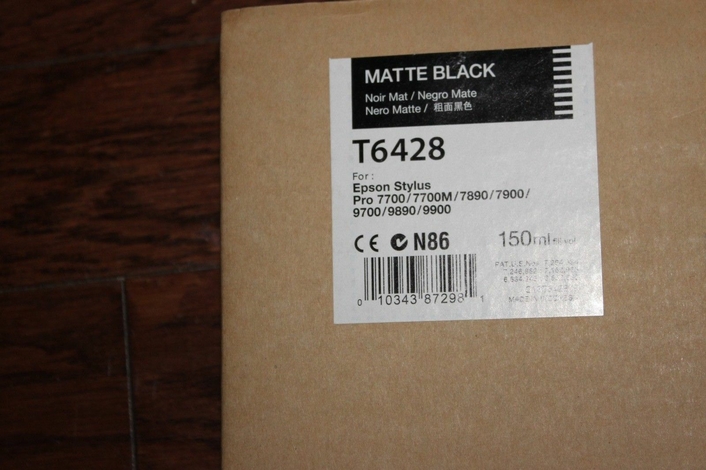 MATTE BLACK
Noir Mat / Negro Mate
Nero Matte / 粗面黑色
T6428
For :
Epson Stylus
Pro 7700/7700M/7890/7900/
9700/9890/9900
CE N86
150ml
0 10343 87298 1